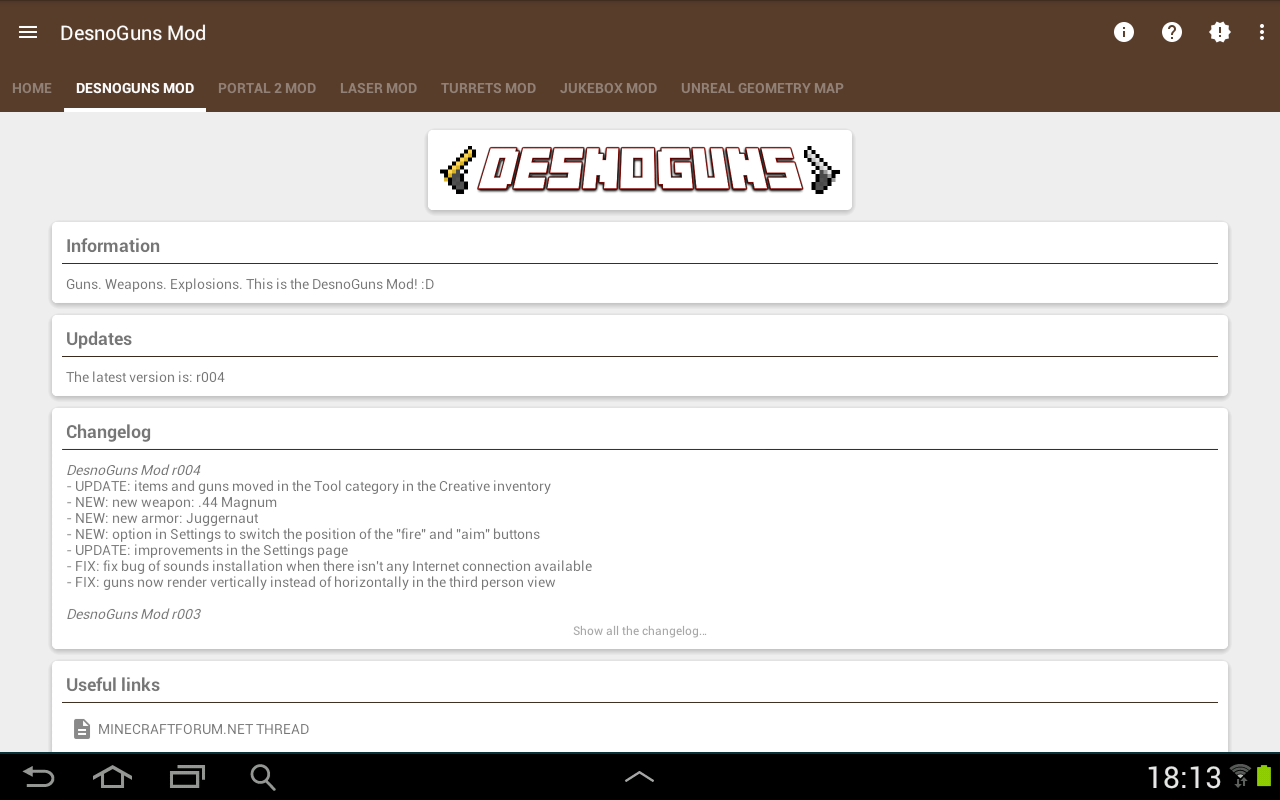 DesnoGuns Mod
HOME DESNOGUNS MOD PORTAL 2 MOD LASER MOD TURRETS MOD JUKEBOX MOD UNREAL GEOMETRY MAP
DESNOGUNS
Information
Guns. Weapons. Explosions. This is the DesnoGuns Mod! :D
Updates
The latest version is: r004
Changelog
DesnoGuns Mod r004
- UPDATE: items and guns moved in the Tool category in the Creative inventory
- NEW: new weapon: .44 Magnum
- NEW: new armor: Juggernaut
- NEW: option in Settings to switch the position of the "fire" and "aim" buttons
- UPDATE: improvements in the Settings page
- FIX: fix bug of sounds installation when there isn't any Internet connection available
- FIX: guns now render vertically instead of horizontally in the third person view
DesnoGuns Mod r003
Show all the changelog...
Useful links
MINECRAFTFORUM.NET THREAD
18:13